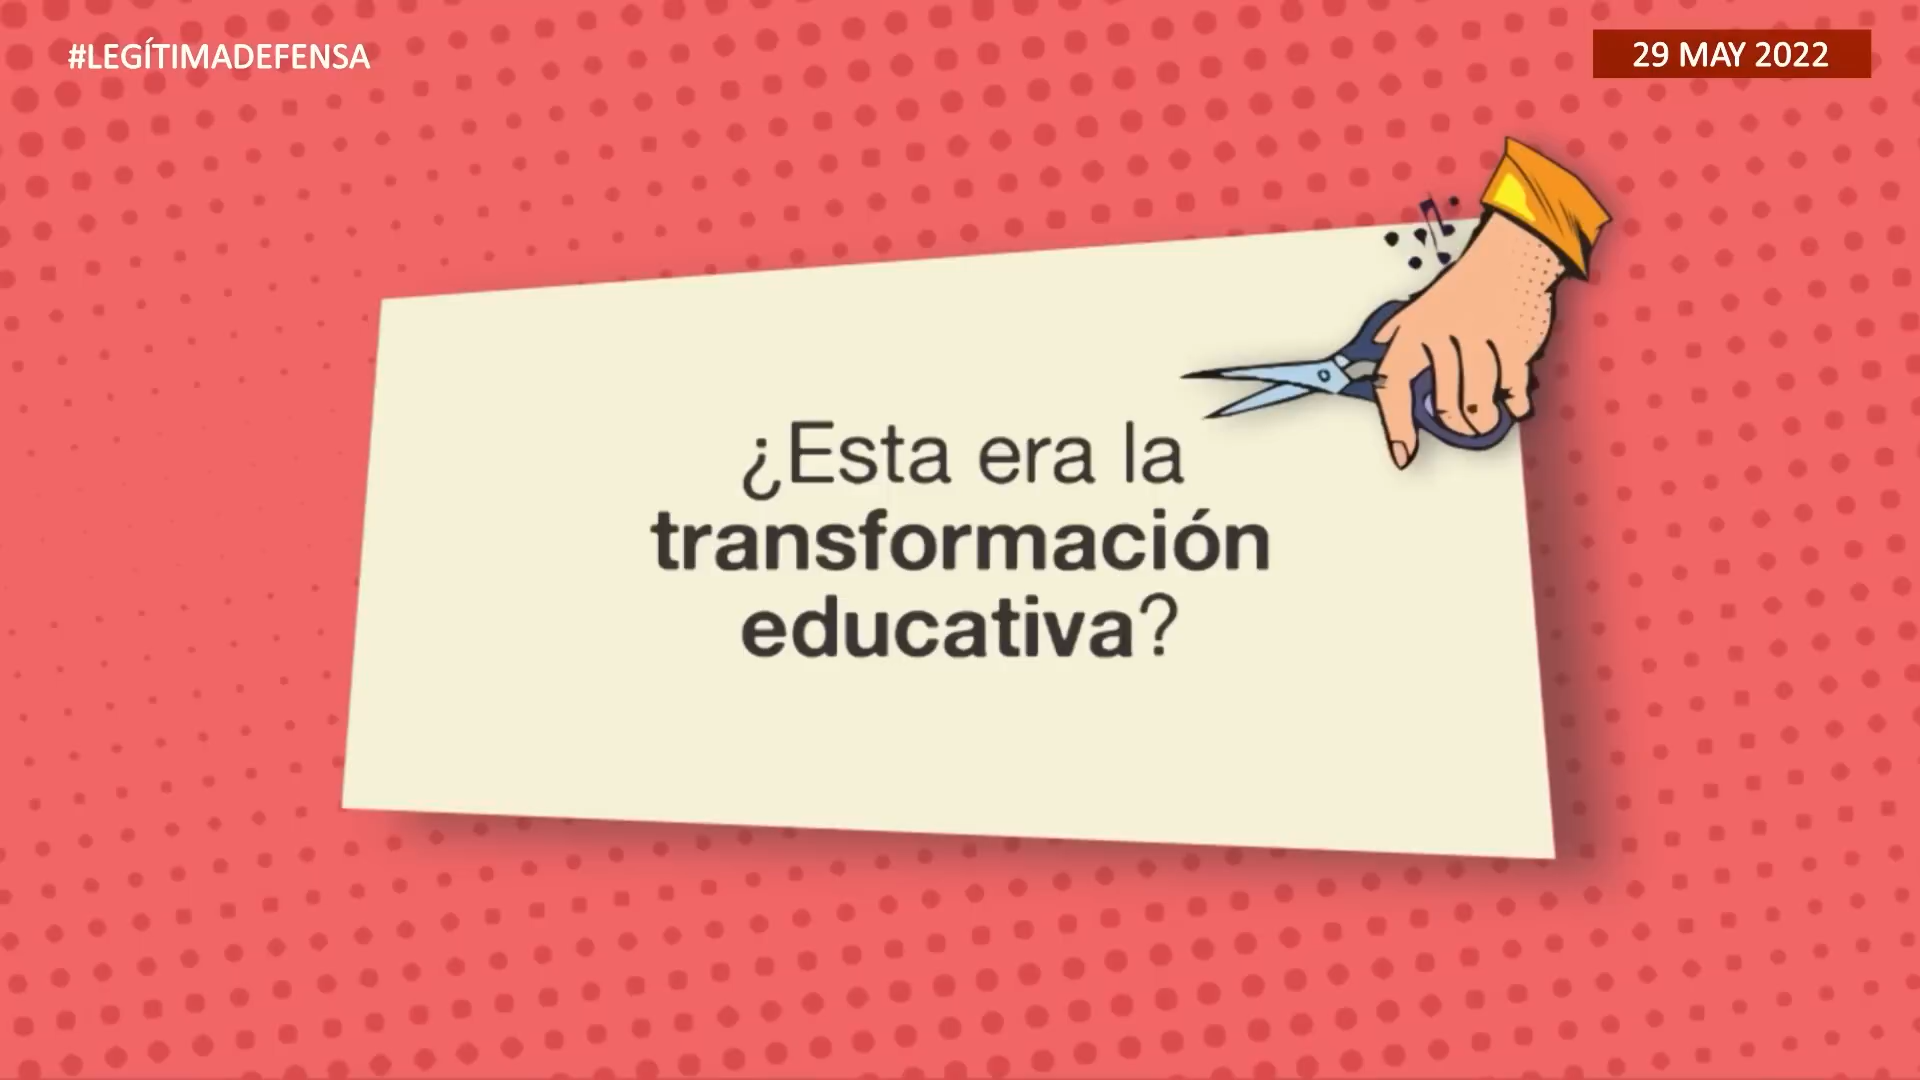 #LEGÍTIMADEFENSA
29 MAY 2022
¿Esta era la
transformación
educativa?